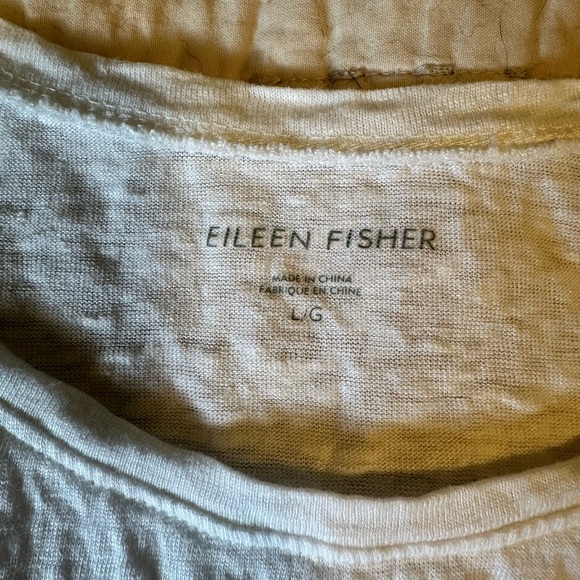 EILEEN FISHER
MADE IN CHINA
FABRIQUE EN CHINE
L/G